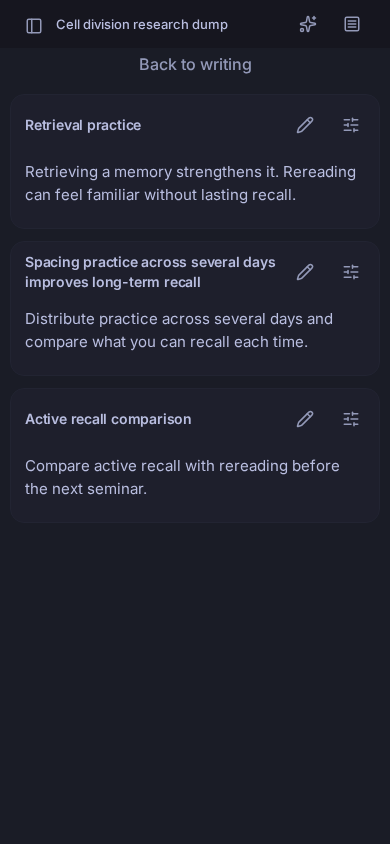 Cell division research dump
Back to writing
Retrieval practice
Retrieving a memory strengthens it. Rereading
can feel familiar without lasting recall.
Spacing practice across several days
improves long-term recall
Distribute practice across several days and
compare what you can recall each time.
Active recall comparison
Compare active recall with rereading before
the next seminar.